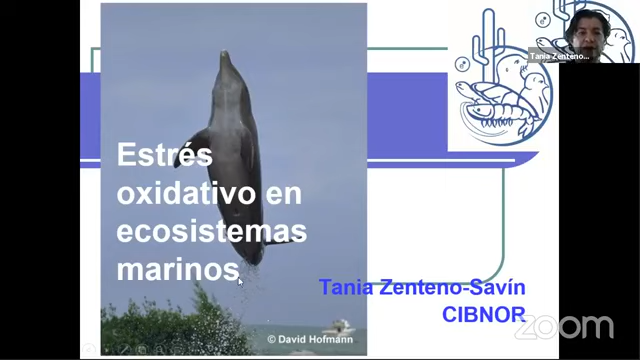 Estrés
oxidativo en
ecosistemas
marinos
Tania Zenteno-Savín
CIBNOR
© David Hofmann
Tania Zenteno...
zoom